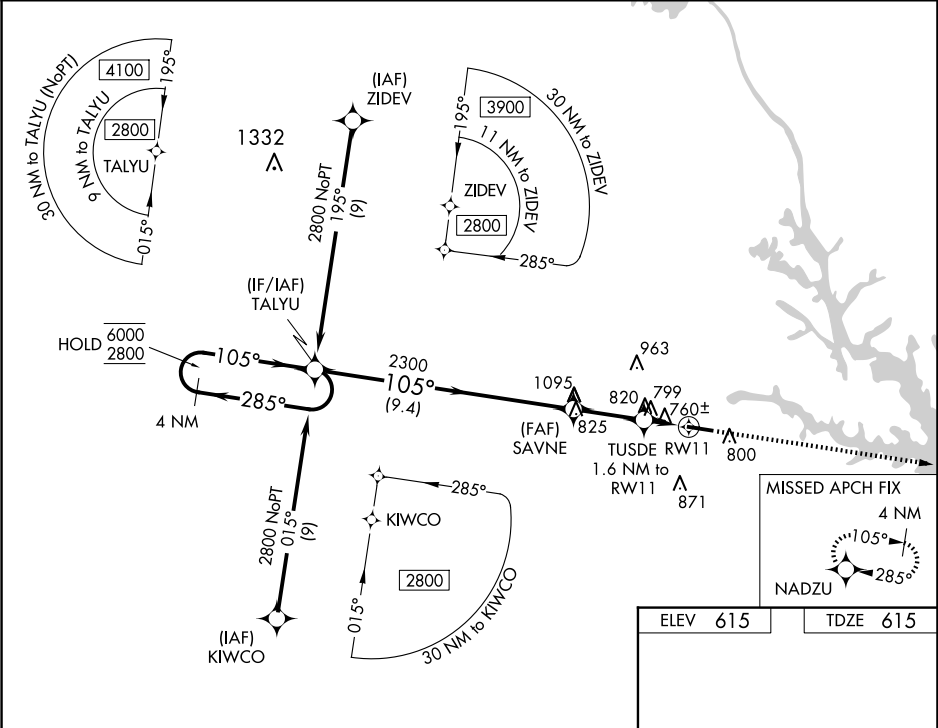 30 NM to TALYU (NoPT)
4100
195°
9 NM to TALYU
2800
TALYU
015°
1332
(IAF)
ZIDEV
2800 NoPT
195°
(9)
3900
195°
30 NM to ZIDEV
11 NM to ZIDEV
ZIDEV
2800
285°
(IF/IAF)
TALYU
HOLD 6000
2800
105°
285°
4 NM
2300
105°
(9.4)
963
1095
820
799
760±
825
(FAF)
SAVNE
TUSDE
1.6 NM to
RW11
RW11
800
871
2800 NoPT
015°
(9)
(IAF)
KIWCO
285°
KIWCO
2800
015°
30 NM to KIWCO
MISSED APCH FIX
4 NM
105°
285°
NADZU
ELEV 615
TDZE 615